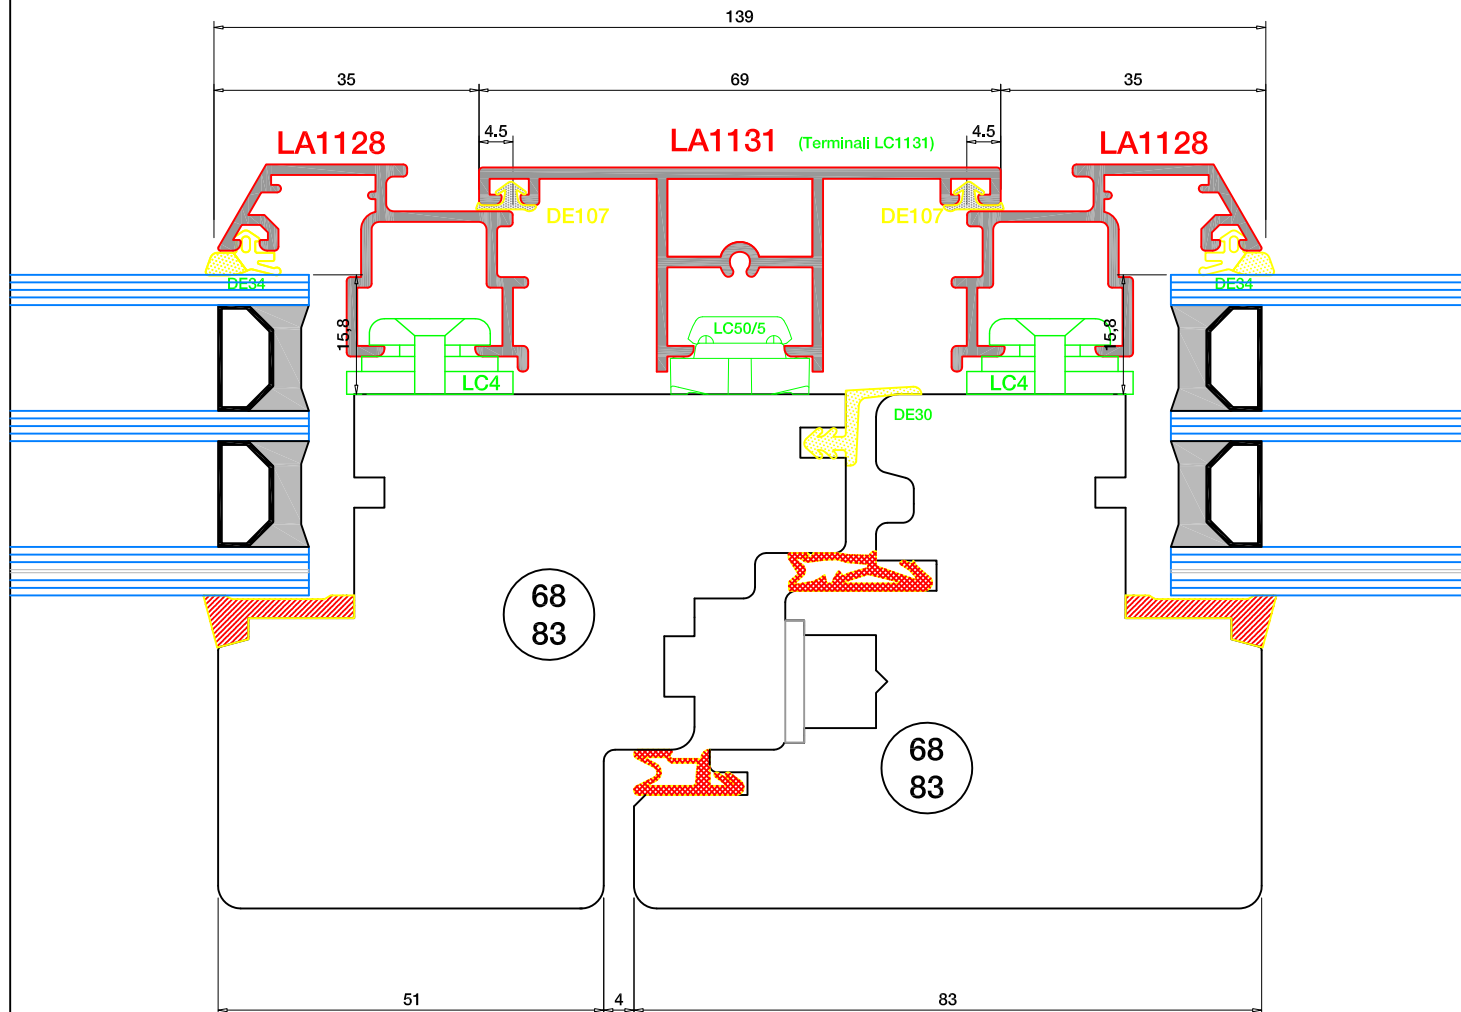 139
35
69
35
4.5
4.5
LA1128
LA1131
(Terminali LC1131)
LA1128
DE107
DE107
DE34
DE34
15,8
15,8
LC50/5
LC4
LC4
DE30
68
83
68
83
51
4
83